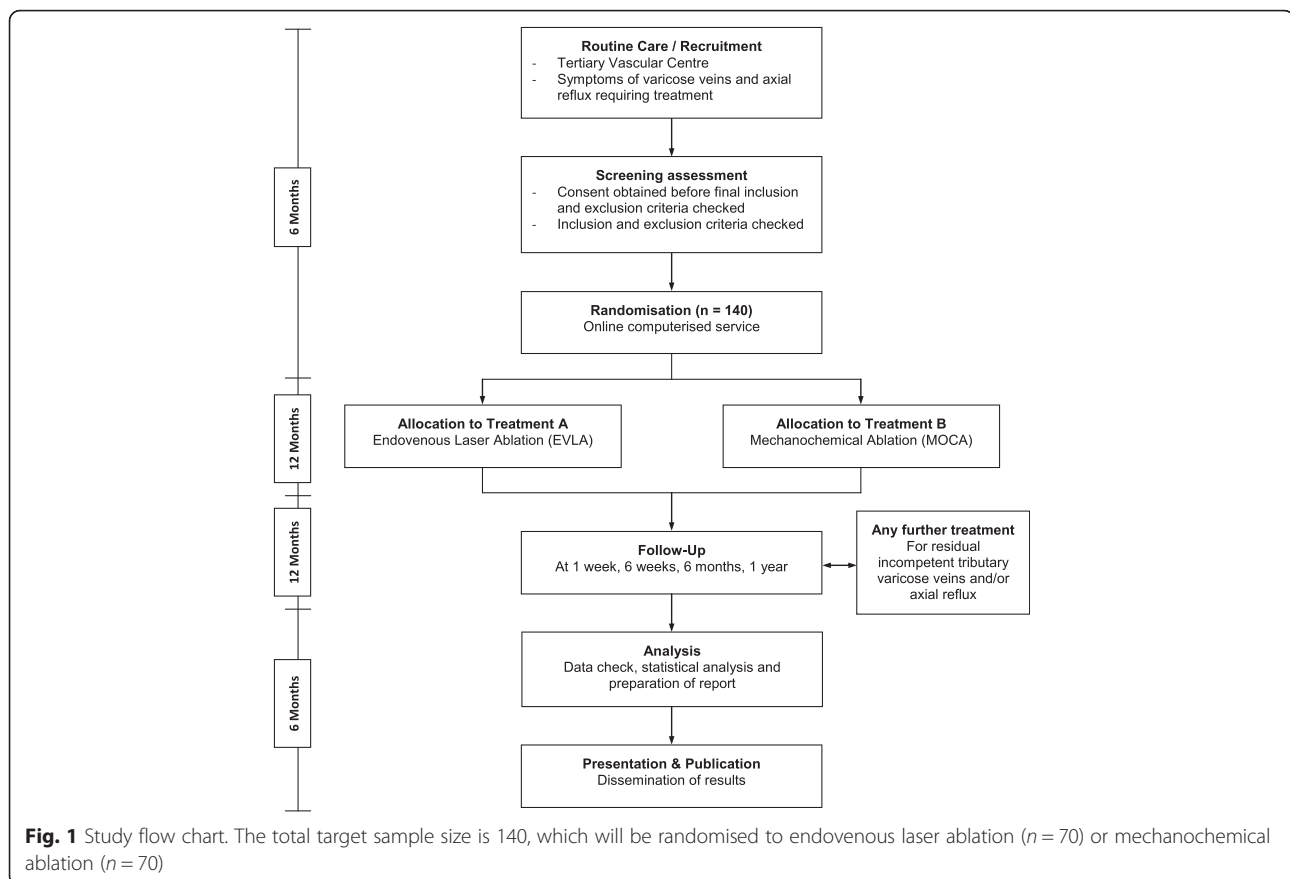 Routine Care / Recruitment
- Tertiary Vascular Centre
- Symptoms of varicose veins and axial
reflux requiring treatment
6 Months
Screening assessment
- Consent obtained before final inclusion
and exclusion criteria checked
- Inclusion and exclusion criteria checked
Randomisation (n = 140)
Online computerised service
12 Months
Allocation to Treatment A
Endovenous Laser Ablation (EVLA)
Allocation to Treatment B
Mechanochemical Ablation (MOCA)
12 Months
Follow-Up
At 1 week, 6 weeks, 6 months, 1 year
Any further treatment
For residual
incompetent tributary
varicose veins and/or
axial reflux
6 Months
Analysis
Data check, statistical analysis and
preparation of report
Presentation & Publication
Dissemination of results
Fig. 1 Study flow chart. The total target sample size is 140, which will be randomised to endovenous laser ablation (n = 70) or mechanochemical
ablation (n = 70)